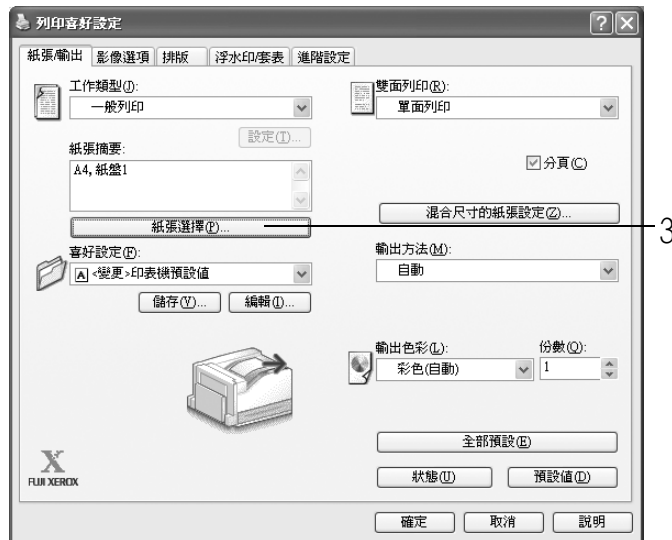 列印喜好設定
紙張/輸出 影像選項 排版 浮水印/套表 進階設定
工作類型(J):
一般列印
設定(I)...
紙張摘要:
A4, 紙盤1
紙張選擇(P)...
喜好設定(F):
A <變更>印表機預設值
儲存(V)... 編輯(I)...
雙面列印(R):
單面列印
分頁(C)
混合尺寸的紙張設定(Z)...
3
輸出方法(M):
自動
輸出色彩(L):
彩色(自動)
份數(Q):
1
全部預設(E)
狀態(U) 預設值(D)
FUJI XEROX
確定 取消 說明